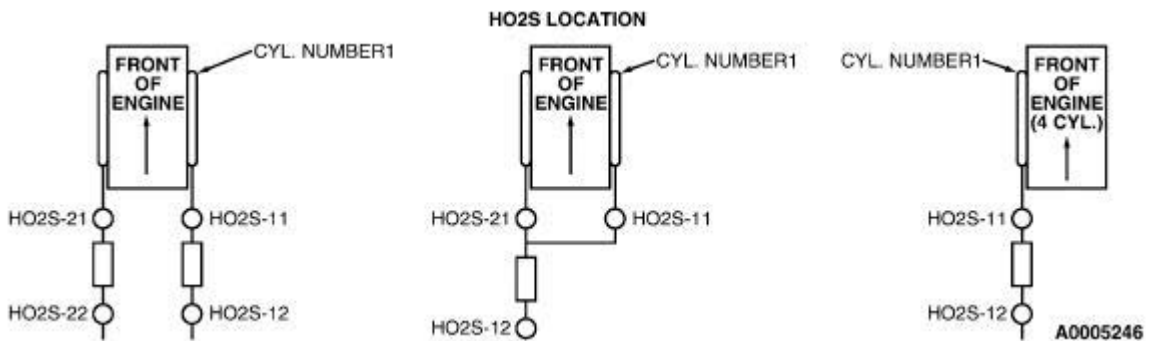 HO2S LOCATION
CYL. NUMBER1
FRONT
OF
ENGINE
HO2S-21
HO2S-11
HO2S-22
HO2S-12
CYL. NUMBER1
FRONT
OF
ENGINE
HO2S-21
HO2S-11
HO2S-12
CYL. NUMBER1
FRONT
OF
ENGINE
(4 CYL.)
HO2S-11
HO2S-12
A0005246